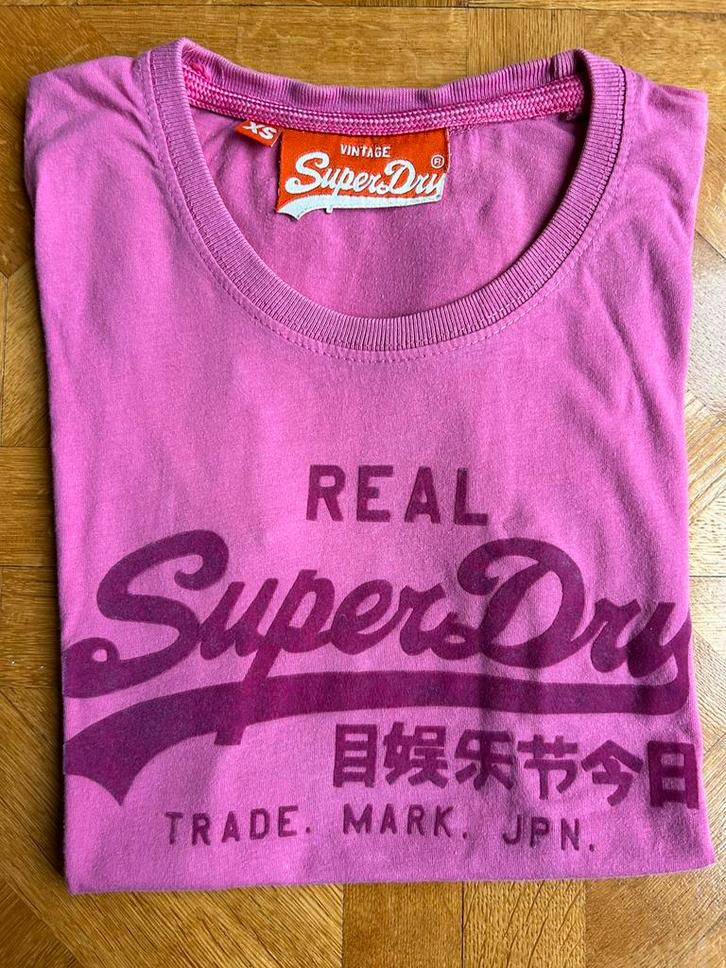 XS
VINTAGE
SuperDry®
REAL
SuperDry
目娱乐节今日
TRADE. MARK. JPN.